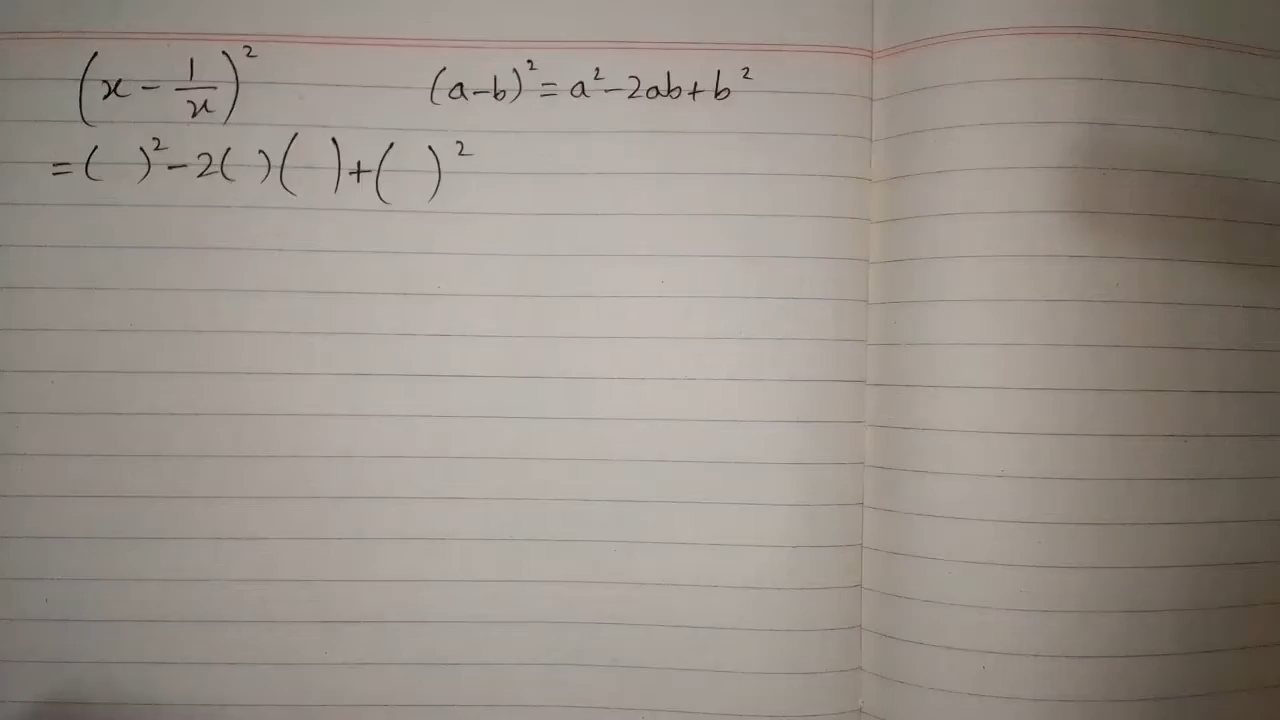 (x - 1/x)² (a-b)² = a² - 2ab + b²
= ( )² - 2( )( ) + ( )²